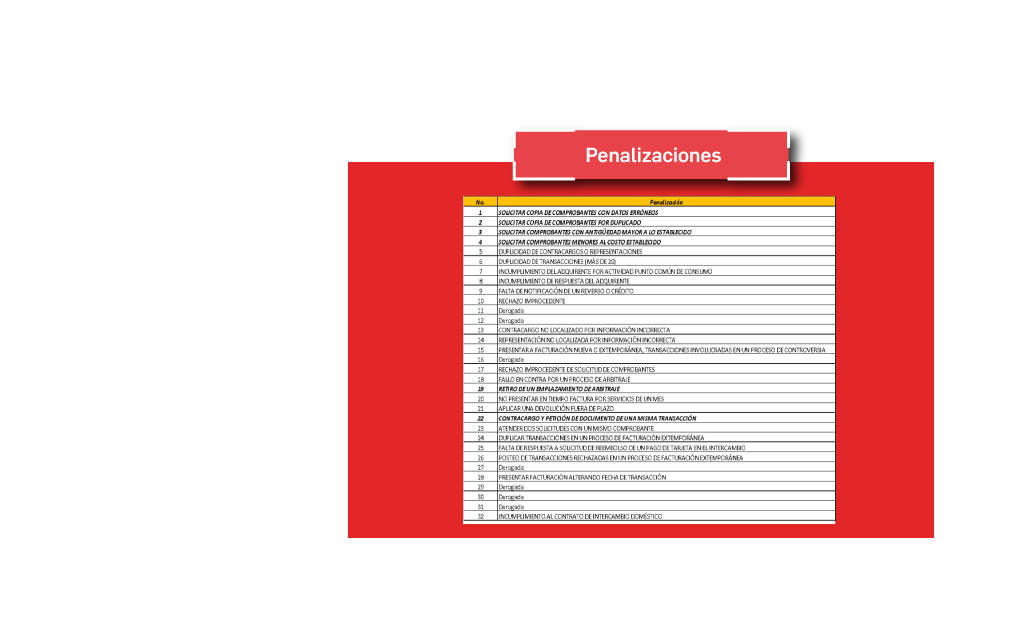 Penalizaciones
No. Penalización
1 SOLICITAR COPIA DE COMPROBANTES CON DATOS ERRÓNEOS
2 SOLICITAR COPIA DE COMPROBANTES POR DUPLICADO
3 SOLICITAR COMPROBANTES CON ANTIGÜEDAD MAYOR A LO ESTABLECIDO
4 SOLICITAR COMPROBANTES MENORES AL COSTO ESTABLECIDO
5 DUPLICIDAD DE CONTRACARGOS O REPRESENTACIONES
6 DUPLICIDAD DE TRANSACCIONES (MÁS DE 20)
7 INCUMPLIMIENTO DEL ADQUIRENTE POR ACTIVIDAD PUNTO COMÚN DE CONSUMO
8 INCUMPLIMIENTO DE RESPUESTA DEL ADQUIRENTE
9 FALTA DE NOTIFICACIÓN DE UN REVERSO O CRÉDITO
10 RECHAZO IMPROCEDENTE
11 Derogada
12 Derogada
13 CONTRACARGO NO LOCALIZADO POR INFORMACIÓN INCORRECTA
14 REPRESENTACIÓN NO LOCALIZADA POR INFORMACIÓN INCORRECTA
15 PRESENTAR A FACTURACIÓN NUEVA O EXTEMPORÁNEA, TRANSACCIONES INVOLUCRADAS EN UN PROCESO DE CONTROVERSIA
16 Derogada
17 RECHAZO IMPROCEDENTE DE SOLICITUD DE COMPROBANTES
18 FALLO EN CONTRA POR UN PROCESO DE ARBITRAJE
19 RETIRO DE UN EMPLAZAMIENTO DE ARBITRAJE
20 NO PRESENTAR EN TIEMPO FACTURA POR SERVICIOS DE UN MES
21 APLICAR UNA DEVOLUCIÓN FUERA DE PLAZO
22 CONTRACARGO Y PETICIÓN DE DOCUMENTO DE UNA MISMA TRANSACCIÓN
23 ATENDER DOS SOLICITUDES CON UN MISMO COMPROBANTE
24 DUPLICAR TRANSACCIONES EN UN PROCESO DE FACTURACIÓN EXTEMPORÁNEA
25 FALTA DE RESPUESTA A SOLICITUD DE REEMBOLSO DE UN PAGO DE TARJETA EN EL INTERCAMBIO
26 POSTEO DE TRANSACCIONES RECHAZADAS EN UN PROCESO DE FACTURACIÓN EXTEMPORÁNEA
27 Derogada
28 PRESENTAR FACTURACIÓN ALTERANDO FECHA DE TRANSACCIÓN
29 Derogada
30 Derogada
31 Derogada
32 INCUMPLIMIENTO AL CONTRATO DE INTERCAMBIO DOMÉSTICO